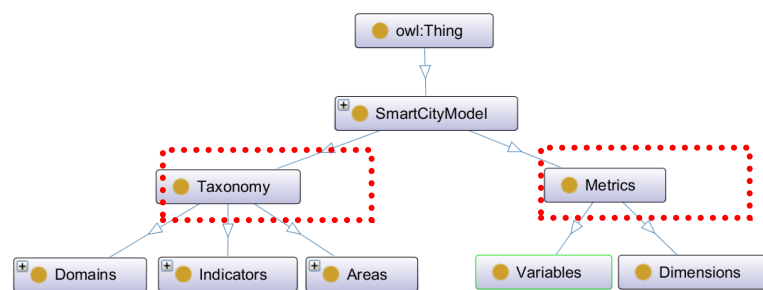 owl:Thing
SmartCityModel
Taxonomy
Metrics
Domains
Indicators
Areas
Variables
Dimensions